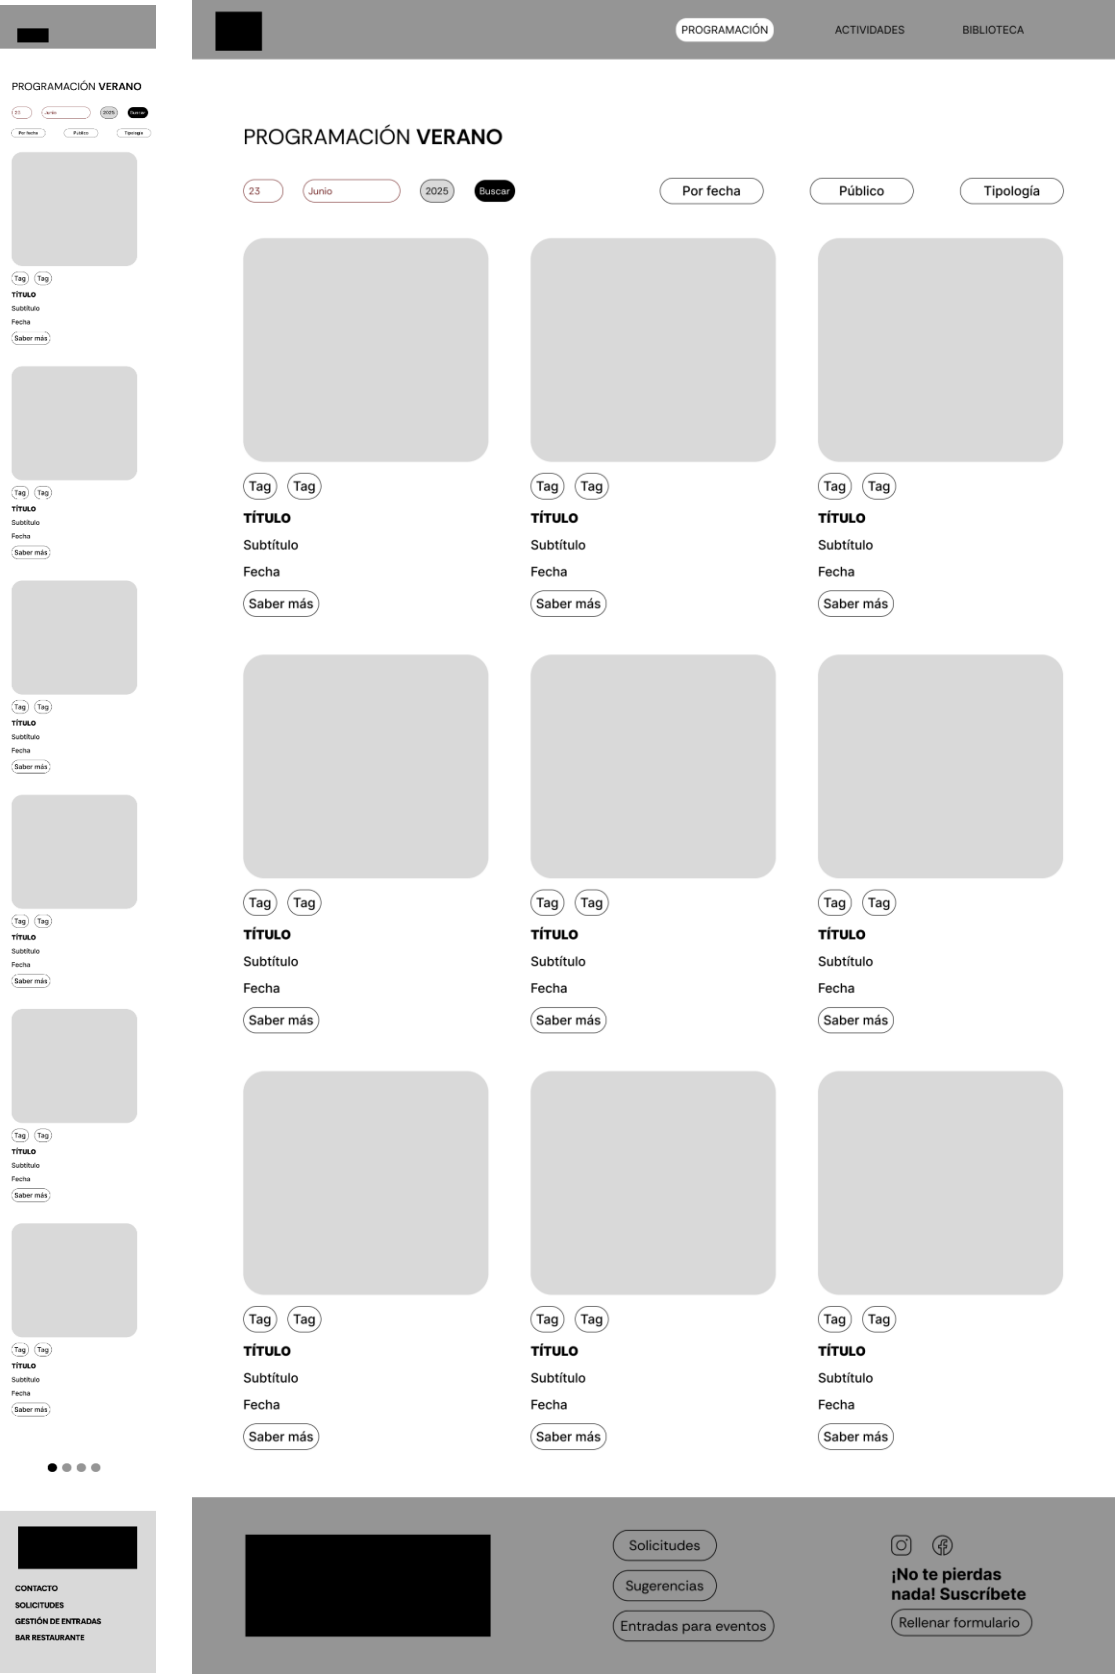 PROGRAMACIÓN VERANO
23 Junio 2025 Buscar
Por fecha Público Tipología
Tag Tag
TÍTULO
Subtítulo
Fecha
Saber más
Tag Tag
TÍTULO
Subtítulo
Fecha
Saber más
Tag Tag
TÍTULO
Subtítulo
Fecha
Saber más
Tag Tag
TÍTULO
Subtítulo
Fecha
Saber más
Tag Tag
TÍTULO
Subtítulo
Fecha
Saber más
Tag Tag
TÍTULO
Subtítulo
Fecha
Saber más
CONTACTO
SOLICITUDES
GESTIÓN DE ENTRADAS
BAR RESTAURANTE
PROGRAMACIÓN ACTIVIDADES BIBLIOTECA
PROGRAMACIÓN VERANO
23 Junio 2025 Buscar Por fecha Público Tipología
Tag Tag Tag Tag Tag Tag
TÍTULO TÍTULO TÍTULO
Subtítulo Subtítulo Subtítulo
Fecha Fecha Fecha
Saber más Saber más Saber más
Tag Tag Tag Tag Tag Tag
TÍTULO TÍTULO TÍTULO
Subtítulo Subtítulo Subtítulo
Fecha Fecha Fecha
Saber más Saber más Saber más
Tag Tag Tag Tag Tag Tag
TÍTULO TÍTULO TÍTULO
Subtítulo Subtítulo Subtítulo
Fecha Fecha Fecha
Saber más Saber más Saber más
Solicitudes
Sugerencias
Entradas para eventos
¡No te pierdas
nada! Suscríbete
Rellenar formulario